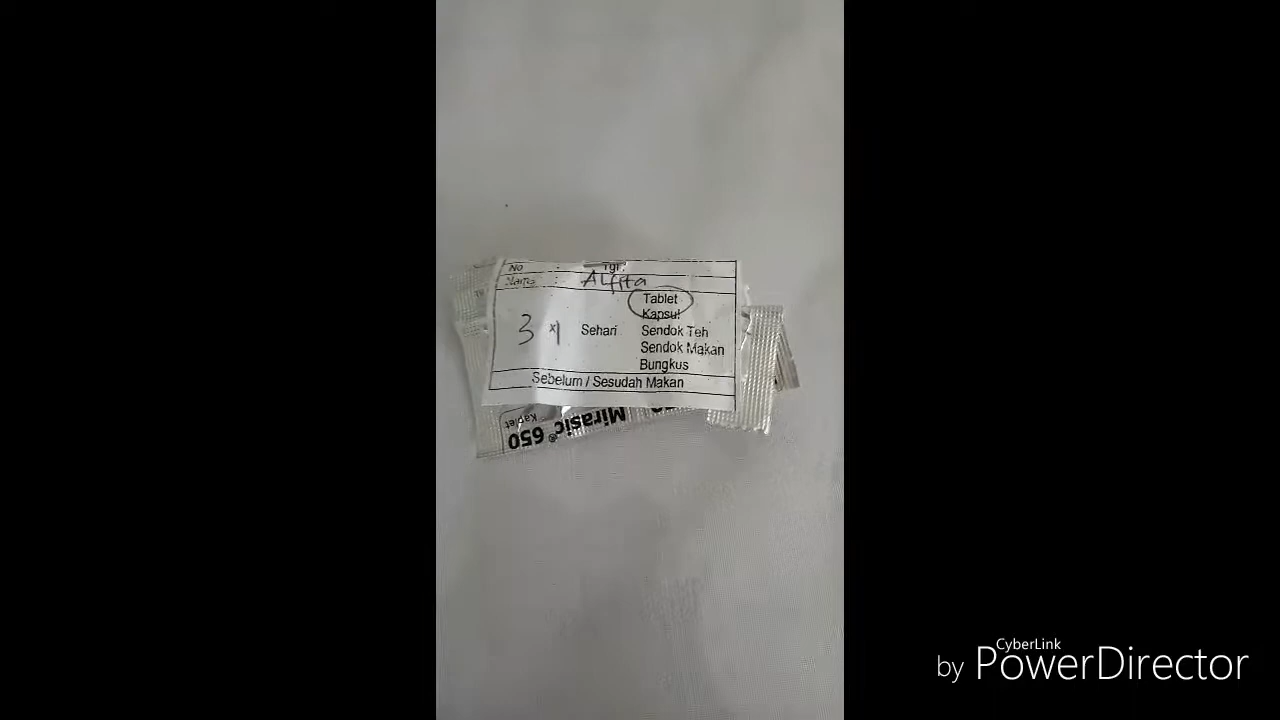 No Tgl.
Nama : Alfita
3 x 1 Sehari
Tablet
Kapsul
Sendok Teh
Sendok Makan
Bungkus
Sebelum / Sesudah Makan
Mirasic® 650
Kaplet
CyberLink
by PowerDirector